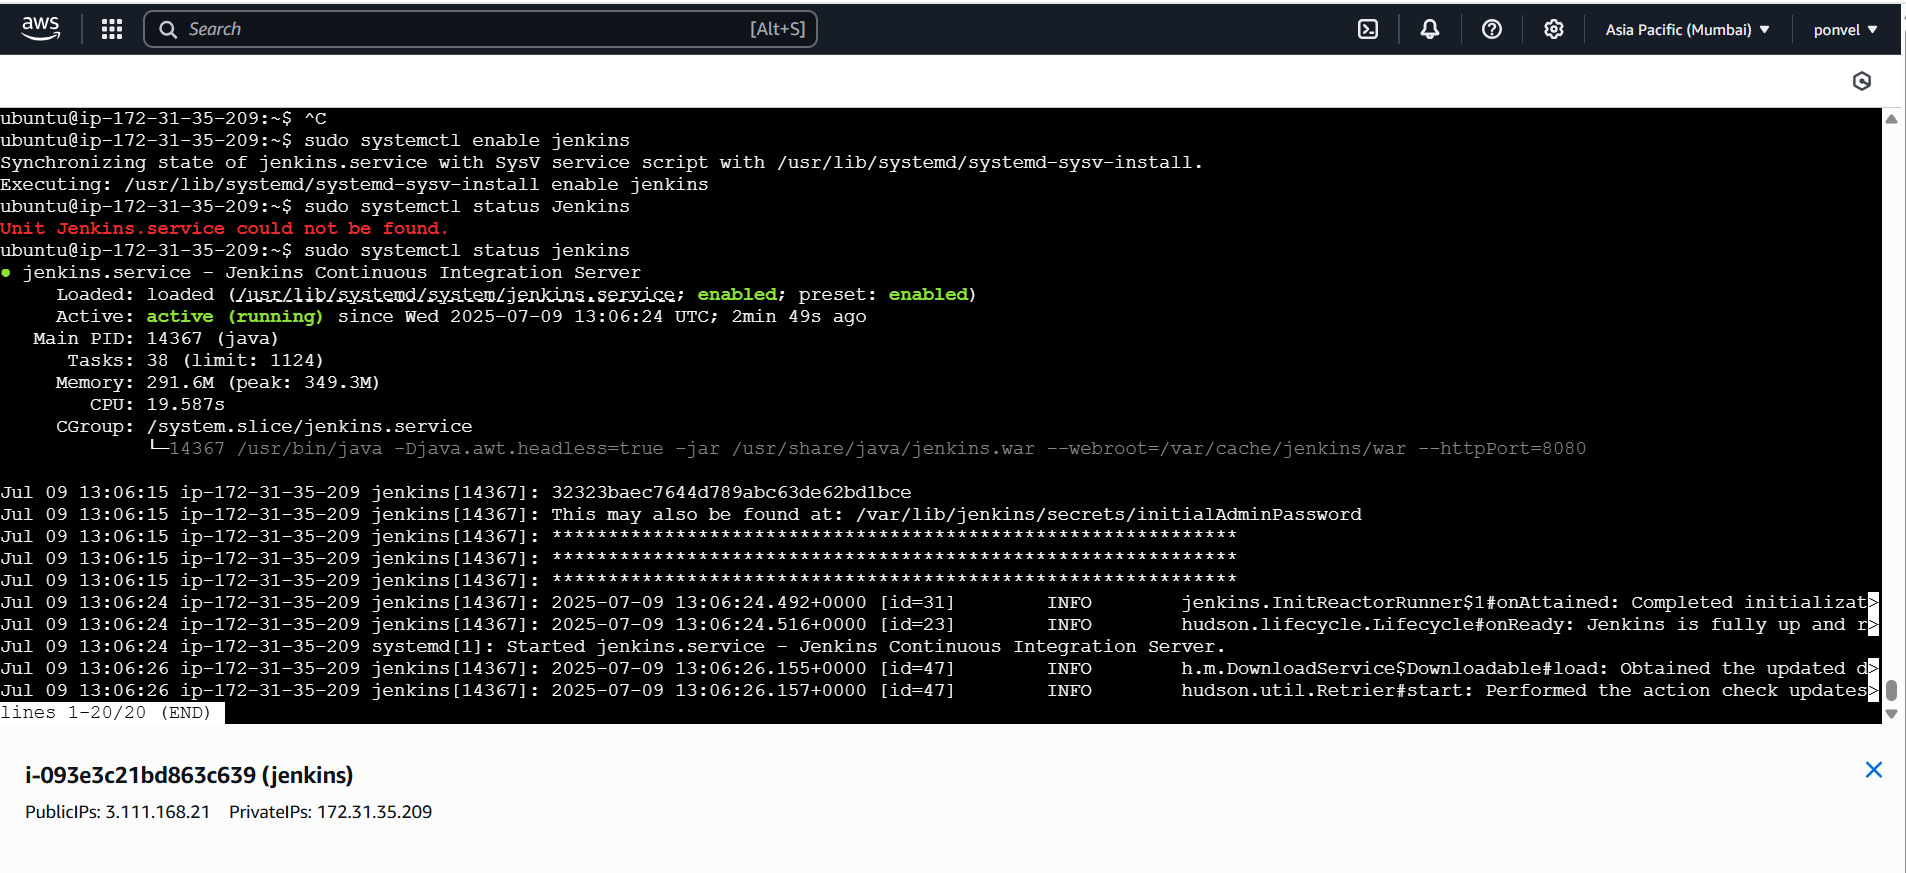 aws
Search [Alt+S]
Asia Pacific (Mumbai) ▼
ponvel ▼
ubuntu@ip-172-31-35-209:~$ ^C
ubuntu@ip-172-31-35-209:~$ sudo systemctl enable jenkins
Synchronizing state of jenkins.service with SysV service script with /usr/lib/systemd/systemd-sysv-install.
Executing: /usr/lib/systemd/systemd-sysv-install enable jenkins
ubuntu@ip-172-31-35-209:~$ sudo systemctl status Jenkins
Unit Jenkins.service could not be found.
ubuntu@ip-172-31-35-209:~$ sudo systemctl status jenkins
● jenkins.service - Jenkins Continuous Integration Server
Loaded: loaded (/usr/lib/systemd/system/jenkins.service; enabled; preset: enabled)
Active: active (running) since Wed 2025-07-09 13:06:24 UTC; 2min 49s ago
Main PID: 14367 (java)
Tasks: 38 (limit: 1124)
Memory: 291.6M (peak: 349.3M)
CPU: 19.587s
CGroup: /system.slice/jenkins.service
└─14367 /usr/bin/java -Djava.awt.headless=true -jar /usr/share/java/jenkins.war --webroot=/var/cache/jenkins/war --httpPort=8080
Jul 09 13:06:15 ip-172-31-35-209 jenkins[14367]: 32323baec7644d789abc63de62bd1bce
Jul 09 13:06:15 ip-172-31-35-209 jenkins[14367]: This may also be found at: /var/lib/jenkins/secrets/initialAdminPassword
Jul 09 13:06:15 ip-172-31-35-209 jenkins[14367]: *************************************************************
Jul 09 13:06:15 ip-172-31-35-209 jenkins[14367]: *************************************************************
Jul 09 13:06:15 ip-172-31-35-209 jenkins[14367]: *************************************************************
Jul 09 13:06:24 ip-172-31-35-209 jenkins[14367]: 2025-07-09 13:06:24.492+0000 [id=31] INFO jenkins.InitReactorRunner$1#onAttained: Completed initializat>
Jul 09 13:06:24 ip-172-31-35-209 jenkins[14367]: 2025-07-09 13:06:24.516+0000 [id=23] INFO hudson.lifecycle.Lifecycle#onReady: Jenkins is fully up and r>
Jul 09 13:06:24 ip-172-31-35-209 systemd[1]: Started jenkins.service - Jenkins Continuous Integration Server.
Jul 09 13:06:26 ip-172-31-35-209 jenkins[14367]: 2025-07-09 13:06:26.155+0000 [id=47] INFO h.m.DownloadService$Downloadable#load: Obtained the updated d>
Jul 09 13:06:26 ip-172-31-35-209 jenkins[14367]: 2025-07-09 13:06:26.157+0000 [id=47] INFO hudson.util.Retrier#start: Performed the action check updates>
lines 1-20/20 (END)
i-093e3c21bd863c639 (jenkins)
PublicIPs: 3.111.168.21 PrivateIPs: 172.31.35.209